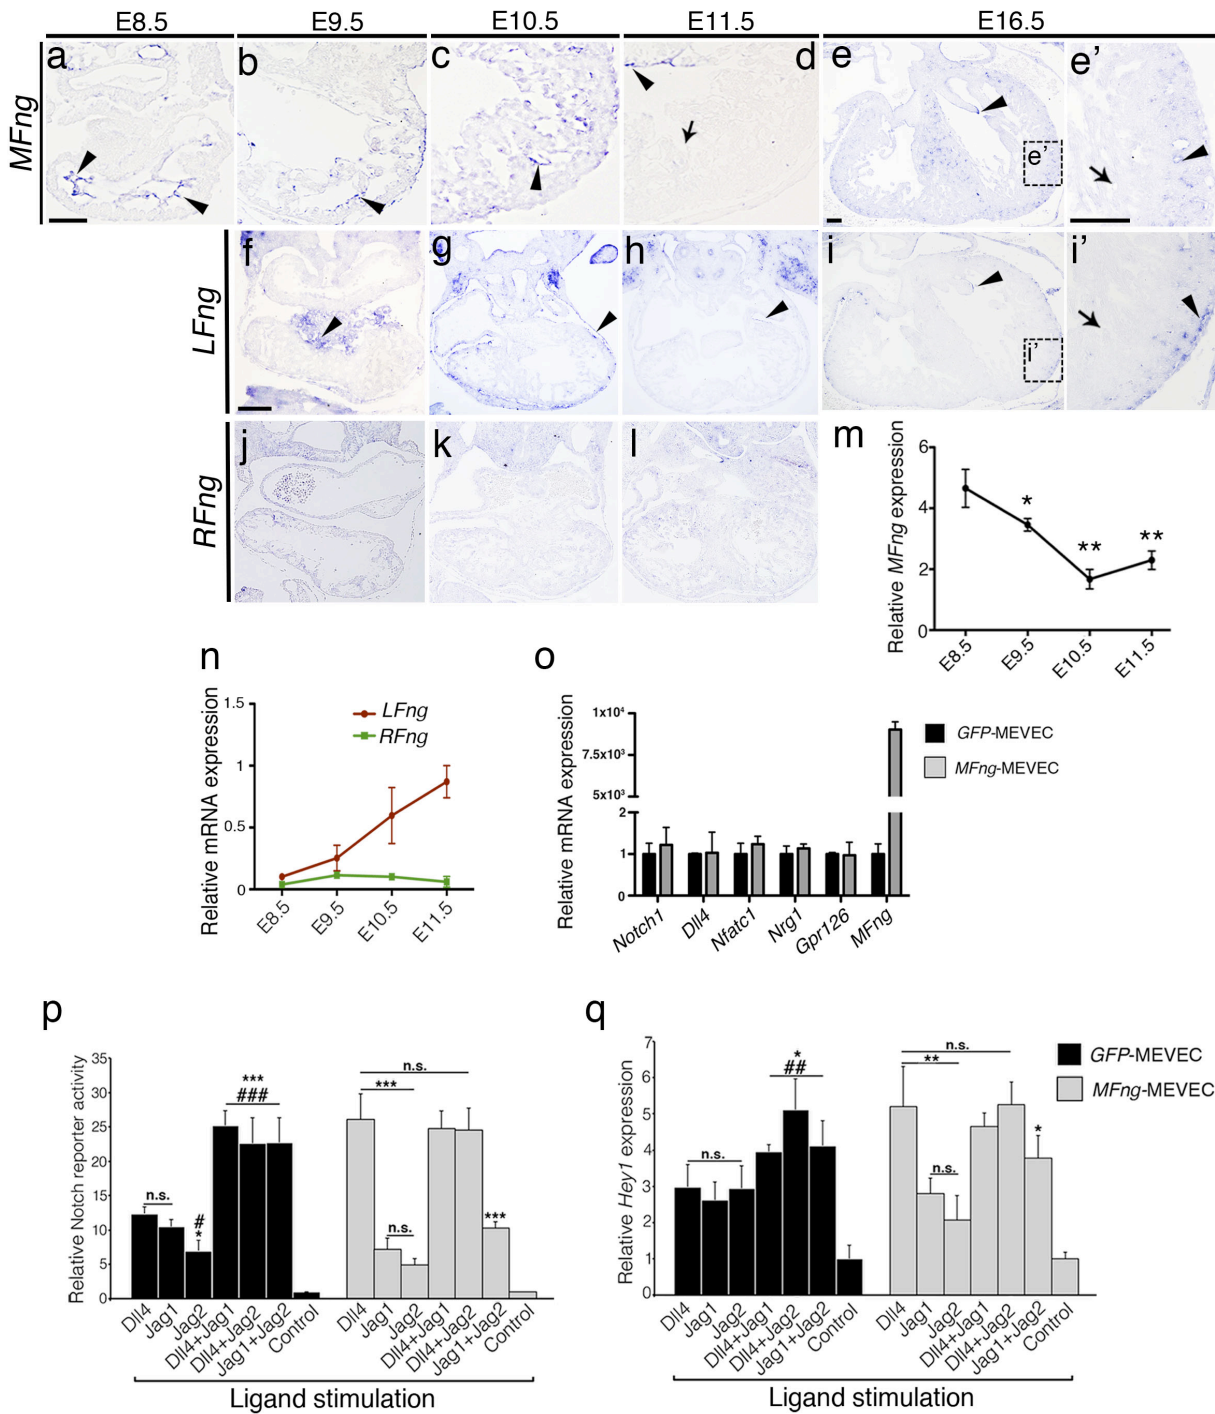 E8.5 E9.5 E10.5 E11.5 E16.5
MFng
a b c d e e' e'
LFng
f g h i i' i'
RFng
j k l
m
Relative MFng expression
6
4
2
0
* ** **
E8.5 E9.5 E10.5 E11.5
n
Relative mRNA expression
1.5
1
0.5
0
LFng
RFng
E8.5 E9.5 E10.5 E11.5
o
Relative mRNA expression
1x10⁴
7.5x10³
5x10³
2
1
0
GFP-MEVEC
MFng-MEVEC
Notch1 Dll4 Nfatc1 Nrg1 Gpr126 MFng
p
Relative Notch reporter activity
35
30
25
20
15
10
5
0
n.s.
#
*
***
###
n.s.
***
n.s.
***
Dll4 Jag1 Jag2 Dll4+Jag1 Dll4+Jag2 Jag1+Jag2 Control
Dll4 Jag1 Jag2 Dll4+Jag1 Dll4+Jag2 Jag1+Jag2 Control
Ligand stimulation
q
Relative Hey1 expression
7
6
5
4
3
2
1
0
n.s.
*
##
n.s.
**
n.s.
*
GFP-MEVEC
MFng-MEVEC
Dll4 Jag1 Jag2 Dll4+Jag1 Dll4+Jag2 Jag1+Jag2 Control
Dll4 Jag1 Jag2 Dll4+Jag1 Dll4+Jag2 Jag1+Jag2 Control
Ligand stimulation